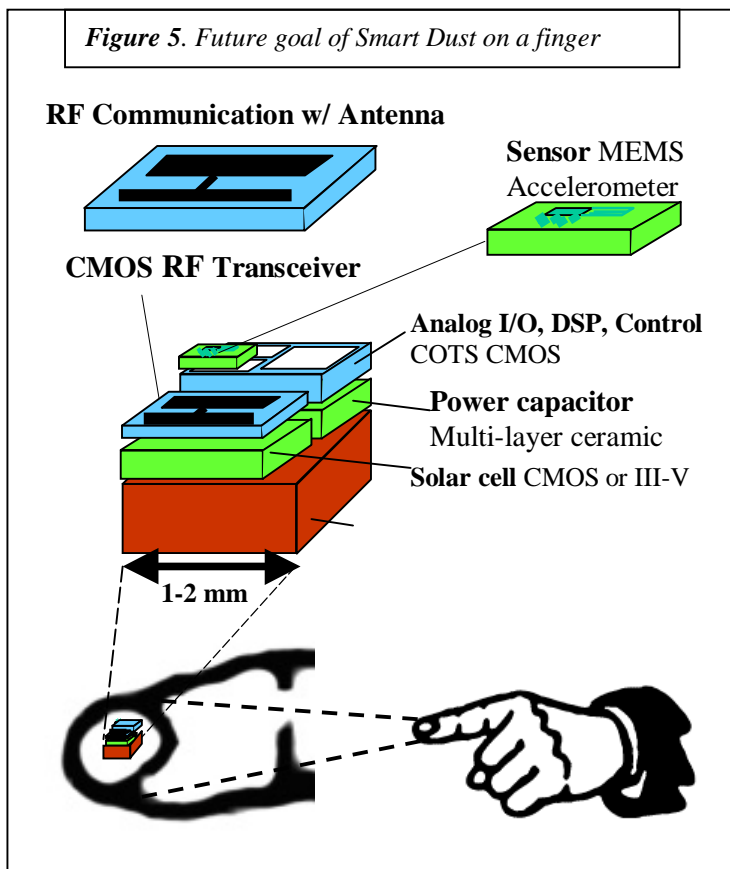 Figure 5. Future goal of Smart Dust on a finger
RF Communication w/ Antenna
Sensor MEMS
Accelerometer
CMOS RF Transceiver
Analog I/O, DSP, Control
COTS CMOS
Power capacitor
Multi-layer ceramic
Solar cell CMOS or III-V
1-2 mm